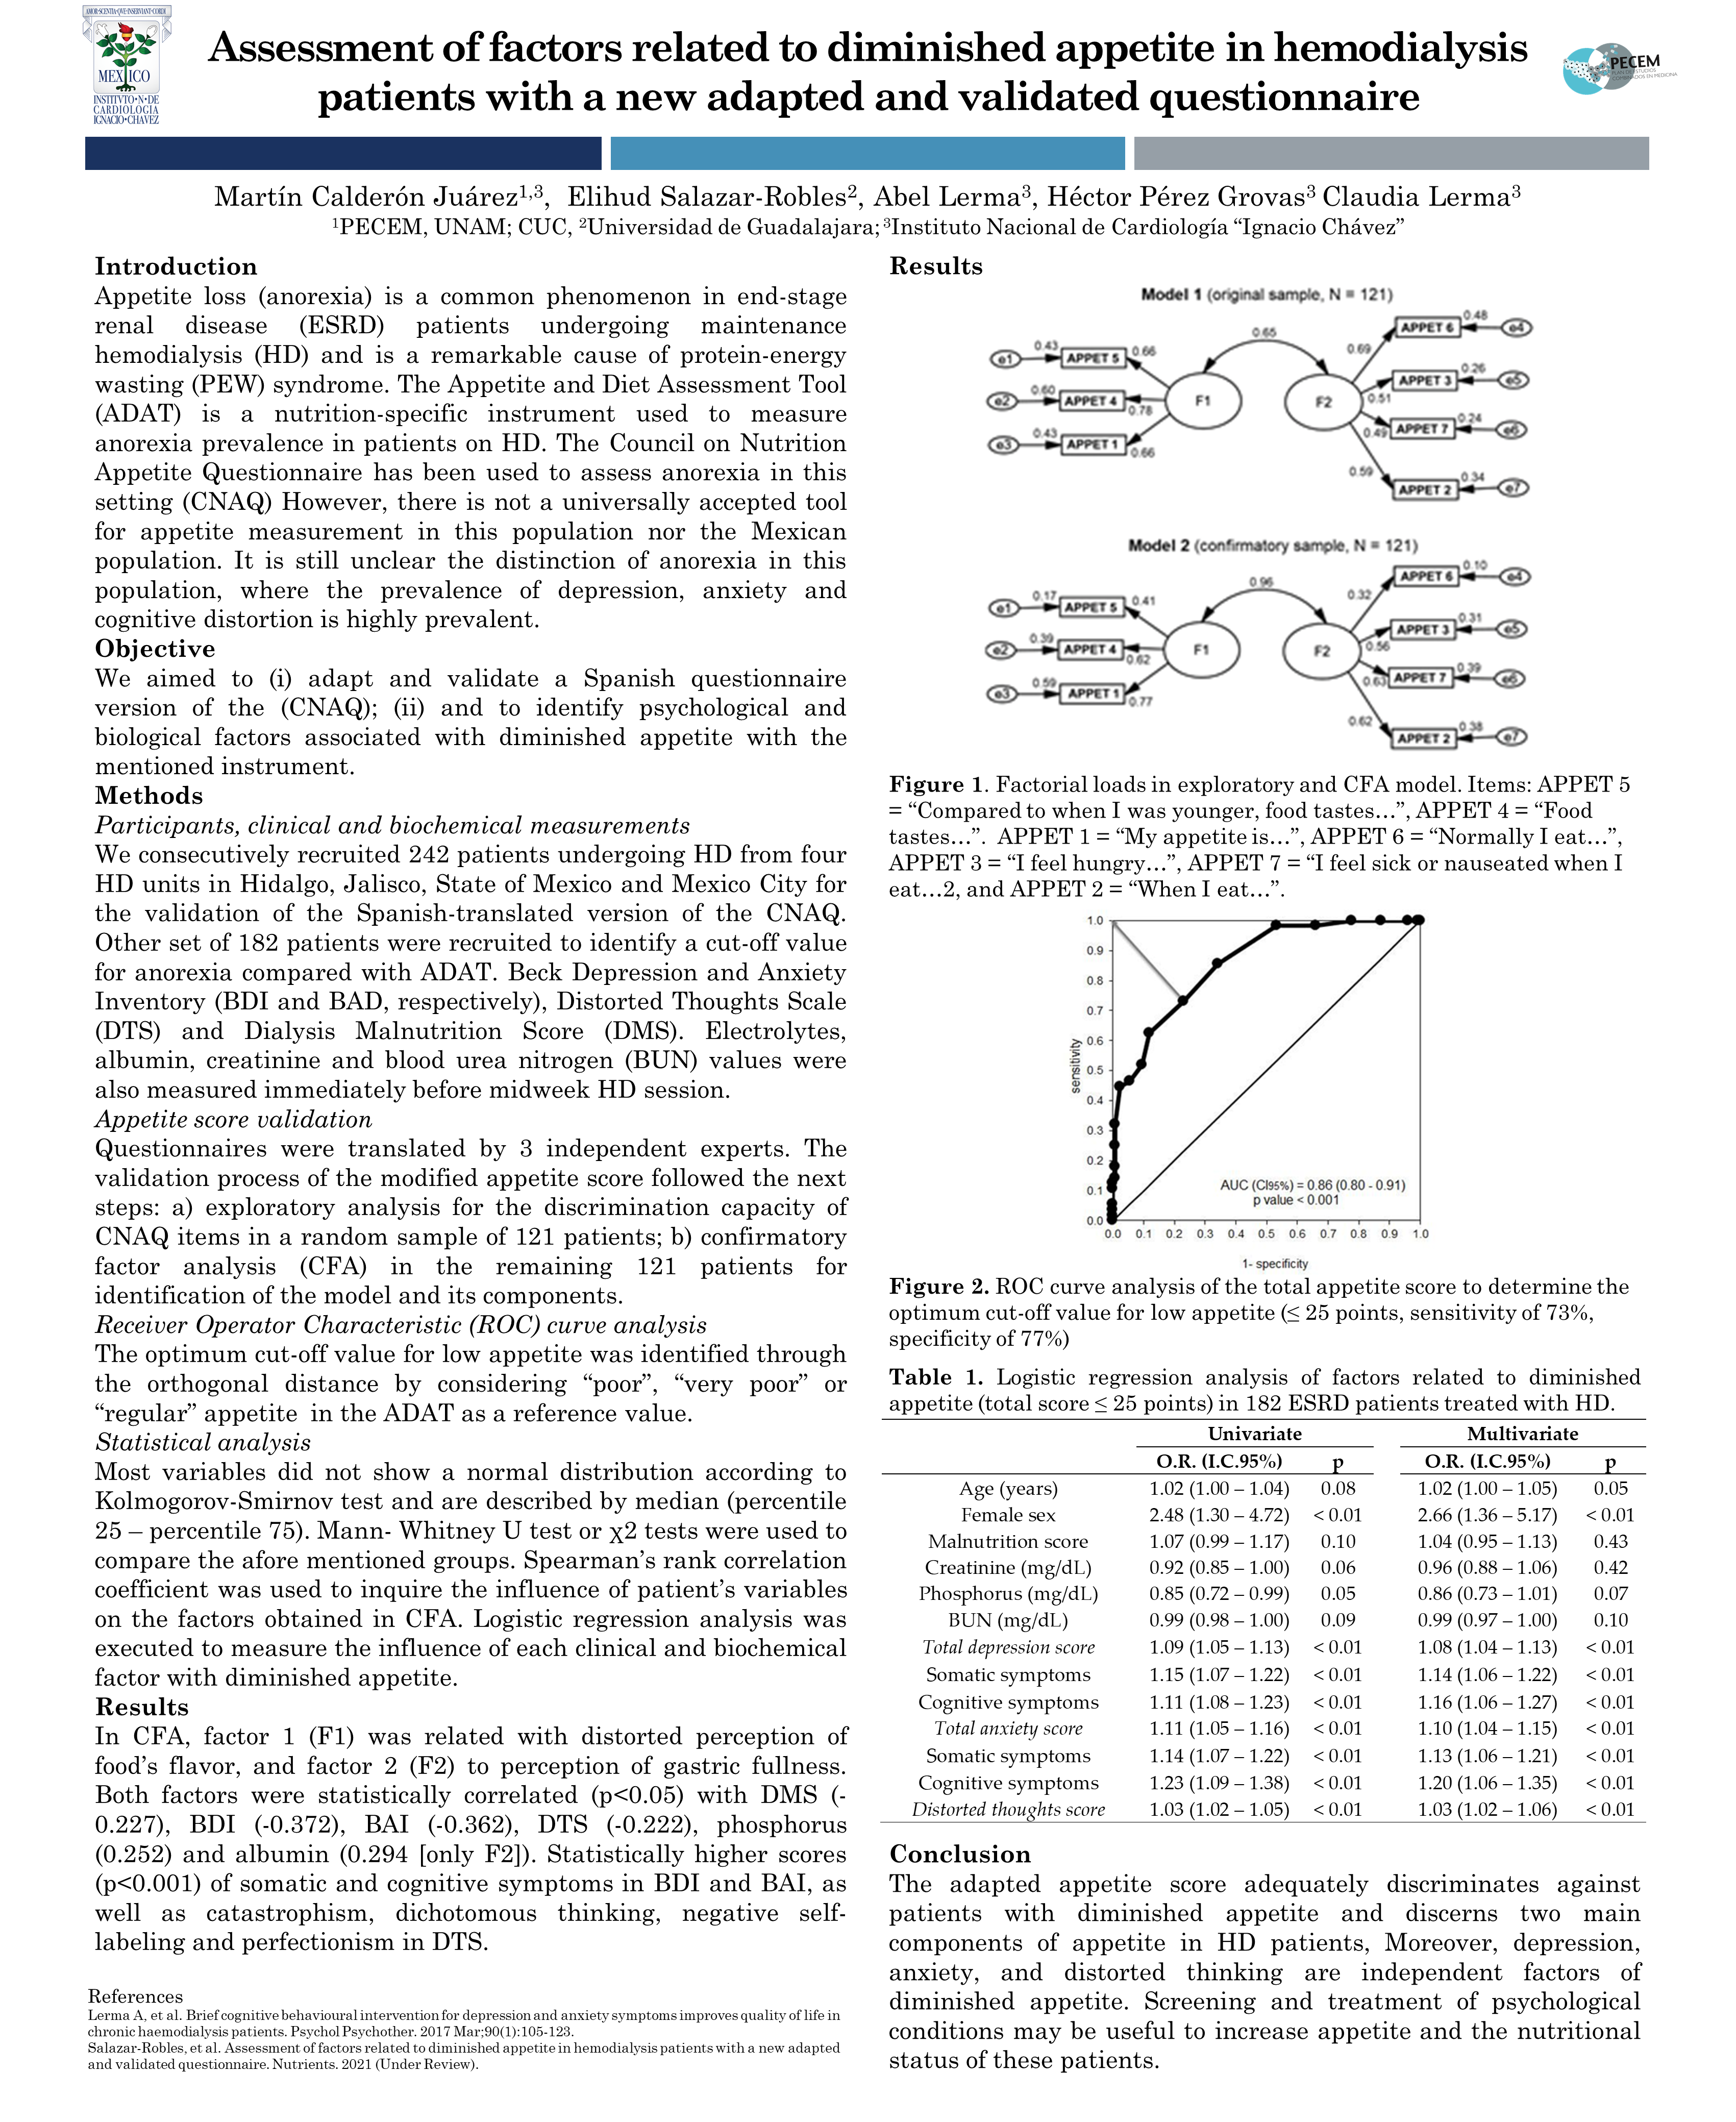 AMOR·SCENTIA·QVE·INSERVIANT·CORDI
MEXICO
INSTITVTO·N·DE
CARDIOLOGIA
IGNACIO·CHAVEZ
Assessment of factors related to diminished appetite in hemodialysis
patients with a new adapted and validated questionnaire
PECEM
PLAN DE ESTUDIOS
COMBINADOS EN MEDICINA
Martín Calderón Juárez1,3, Elihud Salazar-Robles2, Abel Lerma3, Héctor Pérez Grovas3 Claudia Lerma3
1PECEM, UNAM; CUC, 2Universidad de Guadalajara; 3Instituto Nacional de Cardiología “Ignacio Chávez”
Introduction
Appetite loss (anorexia) is a common phenomenon in end-stage
renal disease (ESRD) patients undergoing maintenance
hemodialysis (HD) and is a remarkable cause of protein-energy
wasting (PEW) syndrome. The Appetite and Diet Assessment Tool
(ADAT) is a nutrition-specific instrument used to measure
anorexia prevalence in patients on HD. The Council on Nutrition
Appetite Questionnaire has been used to assess anorexia in this
setting (CNAQ) However, there is not a universally accepted tool
for appetite measurement in this population nor the Mexican
population. It is still unclear the distinction of anorexia in this
population, where the prevalence of depression, anxiety and
cognitive distortion is highly prevalent.
Objective
We aimed to (i) adapt and validate a Spanish questionnaire
version of the (CNAQ); (ii) and to identify psychological and
biological factors associated with diminished appetite with the
mentioned instrument.
Methods
Participants, clinical and biochemical measurements
We consecutively recruited 242 patients undergoing HD from four
HD units in Hidalgo, Jalisco, State of Mexico and Mexico City for
the validation of the Spanish-translated version of the CNAQ.
Other set of 182 patients were recruited to identify a cut-off value
for anorexia compared with ADAT. Beck Depression and Anxiety
Inventory (BDI and BAD, respectively), Distorted Thoughts Scale
(DTS) and Dialysis Malnutrition Score (DMS). Electrolytes,
albumin, creatinine and blood urea nitrogen (BUN) values were
also measured immediately before midweek HD session.
Appetite score validation
Questionnaires were translated by 3 independent experts. The
validation process of the modified appetite score followed the next
steps: a) exploratory analysis for the discrimination capacity of
CNAQ items in a random sample of 121 patients; b) confirmatory
factor analysis (CFA) in the remaining 121 patients for
identification of the model and its components.
Receiver Operator Characteristic (ROC) curve analysis
The optimum cut-off value for low appetite was identified through
the orthogonal distance by considering “poor”, “very poor” or
“regular” appetite in the ADAT as a reference value.
Statistical analysis
Most variables did not show a normal distribution according to
Kolmogorov-Smirnov test and are described by median (percentile
25 – percentile 75). Mann- Whitney U test or χ2 tests were used to
compare the afore mentioned groups. Spearman’s rank correlation
coefficient was used to inquire the influence of patient’s variables
on the factors obtained in CFA. Logistic regression analysis was
executed to measure the influence of each clinical and biochemical
factor with diminished appetite.
Results
In CFA, factor 1 (F1) was related with distorted perception of
food’s flavor, and factor 2 (F2) to perception of gastric fullness.
Both factors were statistically correlated (p<0.05) with DMS (-
0.227), BDI (-0.372), BAI (-0.362), DTS (-0.222), phosphorus
(0.252) and albumin (0.294 [only F2]). Statistically higher scores
(p<0.001) of somatic and cognitive symptoms in BDI and BAI, as
well as catastrophism, dichotomous thinking, negative self-
labeling and perfectionism in DTS.
References
Lerma A, et al. Brief cognitive behavioural intervention for depression and anxiety symptoms improves quality of life in
chronic haemodialysis patients. Psychol Psychother. 2017 Mar;90(1):105-123.
Salazar-Robles, et al. Assessment of factors related to diminished appetite in hemodialysis patients with a new adapted
and validated questionnaire. Nutrients. 2021 (Under Review).
Results
Model 1 (original sample, N = 121)
e1 0.43 APPET 5 0.66
e2 0.60 APPET 4 0.78
e3 0.43 APPET 1 0.66
F1 0.65 F2
0.69 APPET 6 0.48 e4
0.51 APPET 3 0.26 e5
0.49 APPET 7 0.24 e6
0.59 APPET 2 0.34 e7
Model 2 (confirmatory sample, N = 121)
e1 0.17 APPET 5 0.41
e2 0.39 APPET 4 0.62
e3 0.59 APPET 1 0.77
F1 0.96 F2
0.32 APPET 6 0.10 e4
0.56 APPET 3 0.31 e5
0.63 APPET 7 0.39 e6
0.62 APPET 2 0.38 e7
Figure 1. Factorial loads in exploratory and CFA model. Items: APPET 5
= “Compared to when I was younger, food tastes…”, APPET 4 = “Food
tastes…”. APPET 1 = “My appetite is…”, APPET 6 = “Normally I eat…”,
APPET 3 = “I feel hungry…”, APPET 7 = “I feel sick or nauseated when I
eat…2, and APPET 2 = “When I eat…”.
1.0
0.9
0.8
0.7
0.6
0.5
0.4
0.3
0.2
0.1
0.0
sensitivity
AUC (CI95%) = 0.86 (0.80 - 0.91)
p value < 0.001
0.0 0.1 0.2 0.3 0.4 0.5 0.6 0.7 0.8 0.9 1.0
1- specificity
Figure 2. ROC curve analysis of the total appetite score to determine the
optimum cut-off value for low appetite (≤ 25 points, sensitivity of 73%,
specificity of 77%)
Table 1. Logistic regression analysis of factors related to diminished
appetite (total score ≤ 25 points) in 182 ESRD patients treated with HD.
Univariate Multivariate
O.R. (I.C.95%) p O.R. (I.C.95%) p
Age (years) 1.02 (1.00 – 1.04) 0.08 1.02 (1.00 – 1.05) 0.05
Female sex 2.48 (1.30 – 4.72) < 0.01 2.66 (1.36 – 5.17) < 0.01
Malnutrition score 1.07 (0.99 – 1.17) 0.10 1.04 (0.95 – 1.13) 0.43
Creatinine (mg/dL) 0.92 (0.85 – 1.00) 0.06 0.96 (0.88 – 1.06) 0.42
Phosphorus (mg/dL) 0.85 (0.72 – 0.99) 0.05 0.86 (0.73 – 1.01) 0.07
BUN (mg/dL) 0.99 (0.98 – 1.00) 0.09 0.99 (0.97 – 1.00) 0.10
Total depression score 1.09 (1.05 – 1.13) < 0.01 1.08 (1.04 – 1.13) < 0.01
Somatic symptoms 1.15 (1.07 – 1.22) < 0.01 1.14 (1.06 – 1.22) < 0.01
Cognitive symptoms 1.11 (1.08 – 1.23) < 0.01 1.16 (1.06 – 1.27) < 0.01
Total anxiety score 1.11 (1.05 – 1.16) < 0.01 1.10 (1.04 – 1.15) < 0.01
Somatic symptoms 1.14 (1.07 – 1.22) < 0.01 1.13 (1.06 – 1.21) < 0.01
Cognitive symptoms 1.23 (1.09 – 1.38) < 0.01 1.20 (1.06 – 1.35) < 0.01
Distorted thoughts score 1.03 (1.02 – 1.05) < 0.01 1.03 (1.02 – 1.06) < 0.01
Conclusion
The adapted appetite score adequately discriminates against
patients with diminished appetite and discerns two main
components of appetite in HD patients, Moreover, depression,
anxiety, and distorted thinking are independent factors of
diminished appetite. Screening and treatment of psychological
conditions may be useful to increase appetite and the nutritional
status of these patients.